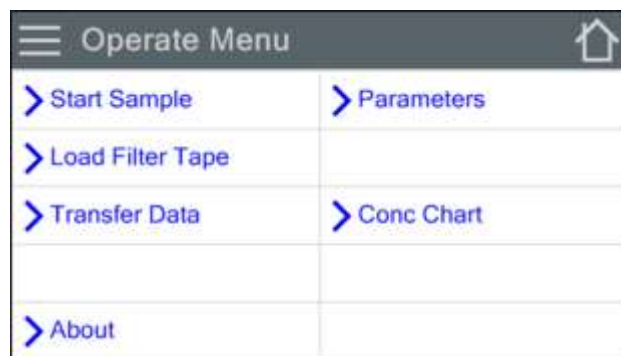 Operate Menu
Start Sample
Parameters
Load Filter Tape
Transfer Data
Conc Chart
About